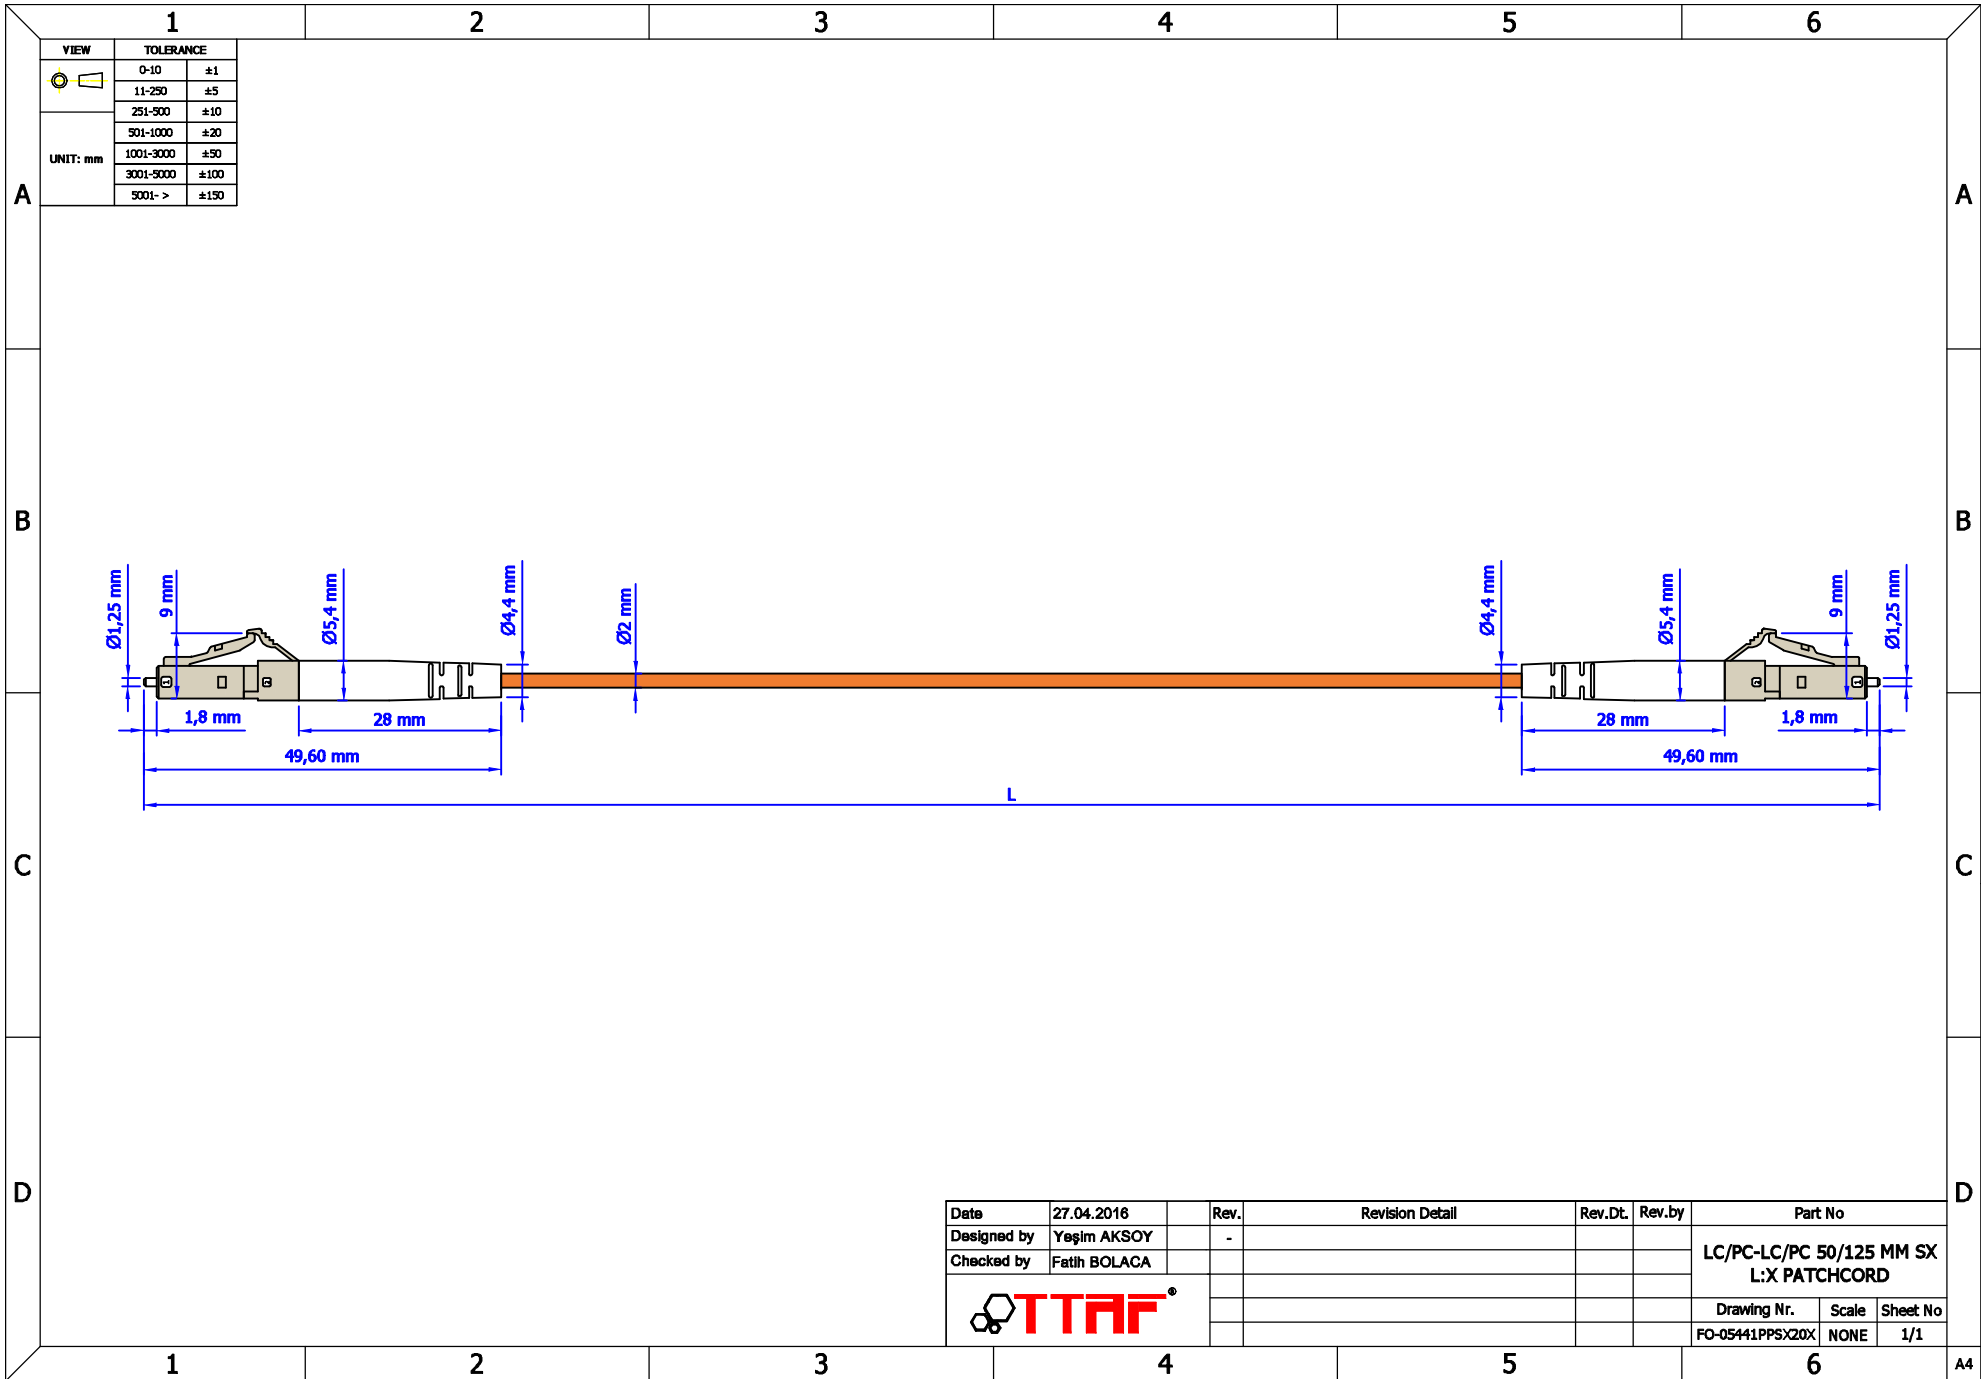 1 2 3 4 5 6
VIEW TOLERANCE
0-10 ±1
11-250 ±5
251-500 ±10
501-1000 ±20
UNIT: mm 1001-3000 ±50
3001-5000 ±100
5001- > ±150
A A
B B
Ø1,25 mm 9 mm Ø5,4 mm Ø4,4 mm Ø2 mm Ø4,4 mm Ø5,4 mm 9 mm Ø1,25 mm
1 2 2 1
1,8 mm 28 mm 28 mm 1,8 mm
49,60 mm 49,60 mm
L
C C
D D
Date 27.04.2016 Rev. Revision Detail Rev.Dt. Rev.by Part No
Designed by Yeşim AKSOY -
Checked by Fatih BOLACA
LC/PC-LC/PC 50/125 MM SX
L:X PATCHCORD
TTAF ®
Drawing Nr. Scale Sheet No
FO-05441PPSX20X NONE 1/1
1 2 3 4 5 6 A4